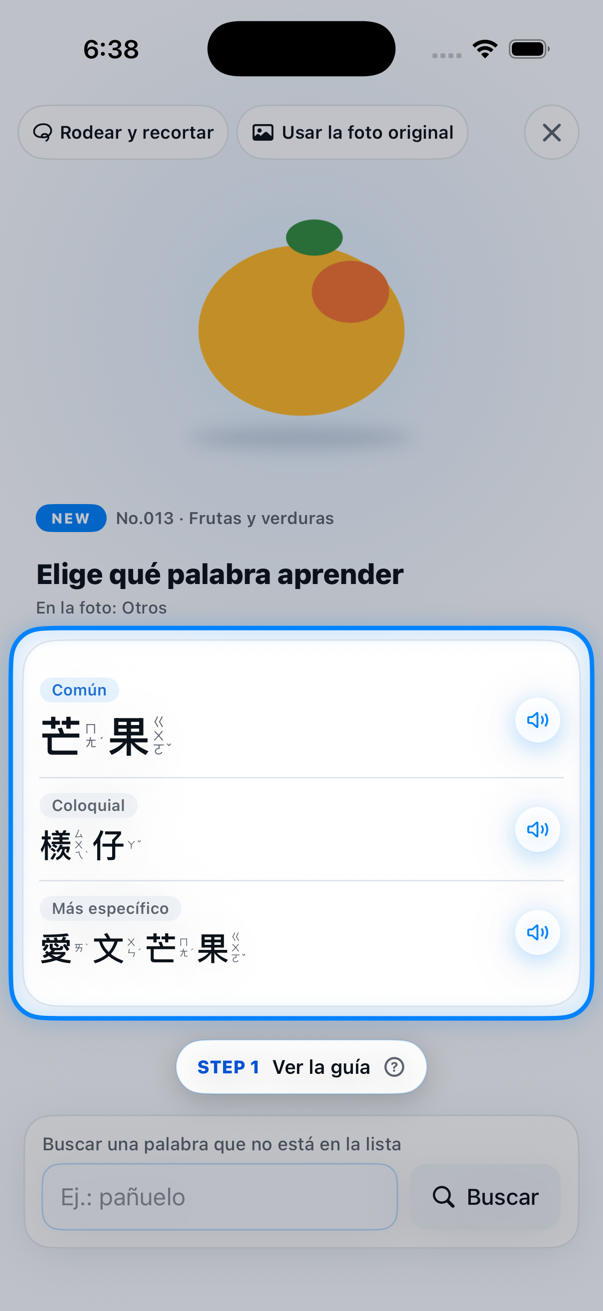 6:38
Rodear y recortar
Usar la foto original
NEW No.013 · Frutas y verduras
Elige qué palabra aprender
En la foto: Otros
Común
芒ㄇㄤˊ果ㄍㄨㄛˇ
Coloquial
檨ㄙㄨㄟˋ仔ㄚˇ
Más específico
愛ㄞˋ文ㄨㄣˊ芒ㄇㄤˊ果ㄍㄨㄛˇ
STEP 1 Ver la guía ?
Buscar una palabra que no está en la lista
Ej.: pañuelo
Buscar